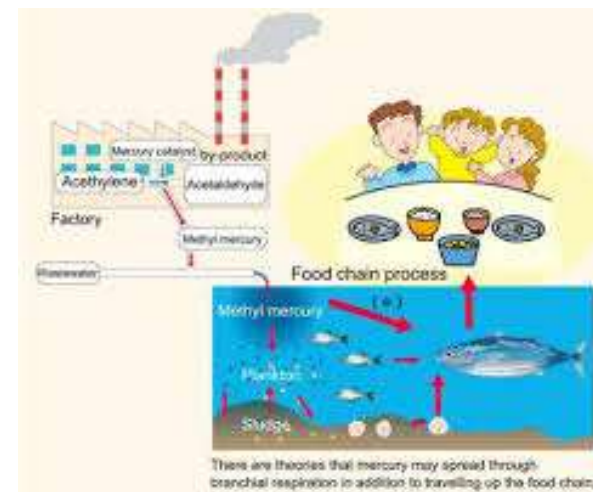 Mercury catalyst
by-product
Acethylene
Acetaldehyde
Factory
Methyl mercury
Wastewater
Food chain process
Methyl mercury
Plankton
Sludge
There are theories that mercury may spread through
branchial respiration in addition to travelling up the food chain